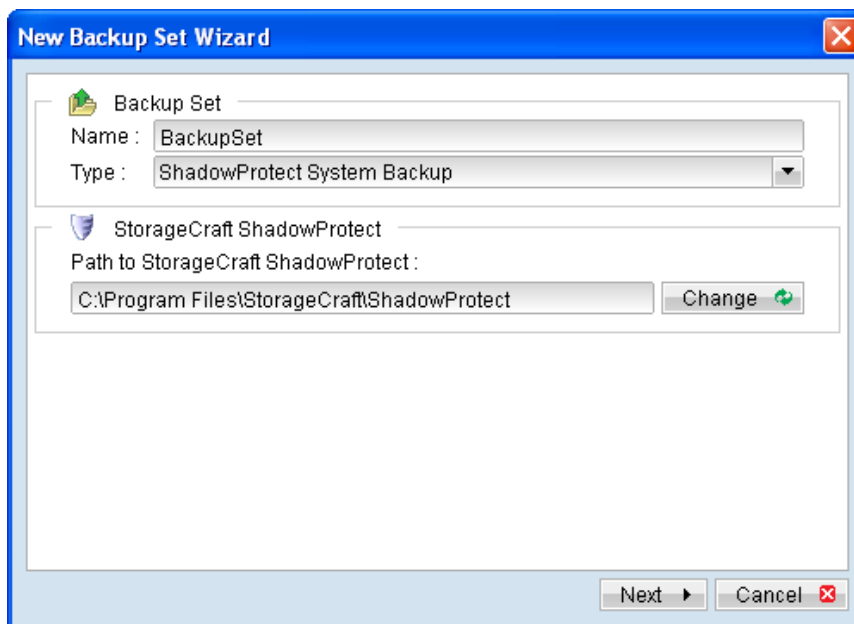 New Backup Set Wizard
Backup Set
Name : BackupSet
Type : ShadowProtect System Backup
StorageCraft ShadowProtect
Path to StorageCraft ShadowProtect :
C:\Program Files\StorageCraft\ShadowProtect Change
Next Cancel